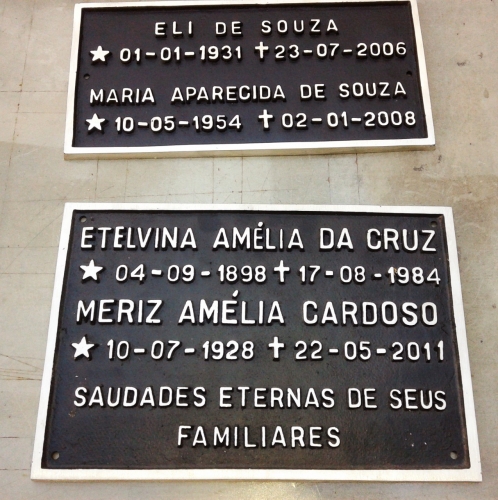 ELI DE SOUZA
★ 01-01-1931 ✝ 23-07-2006
MARIA APARECIDA DE SOUZA
★ 10-05-1954 ✝ 02-01-2008
ETELVINA AMÉLIA DA CRUZ
★ 04-09-1898 ✝ 17-08-1984
MERIZ AMÉLIA CARDOSO
★ 10-07-1928 ✝ 22-05-2011
SAUDADES ETERNAS DE SEUS
FAMILIARES